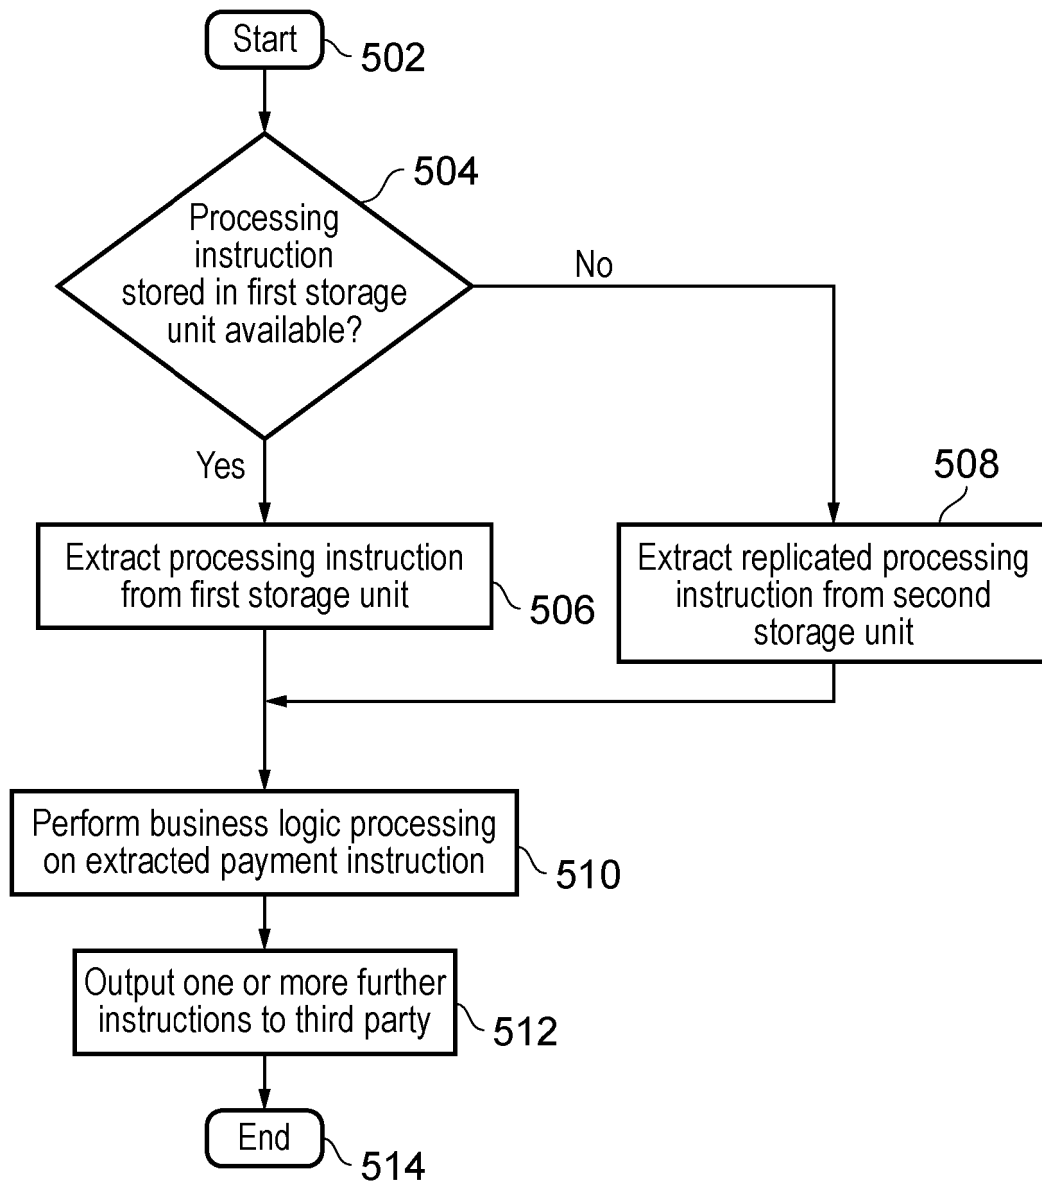 Start
502
504
Processing
instruction
stored in first storage
unit available?
No
Yes
508
Extract processing instruction
from first storage unit
506
Extract replicated processing
instruction from second
storage unit
Perform business logic processing
on extracted payment instruction
510
Output one or more further
instructions to third party
512
End
514